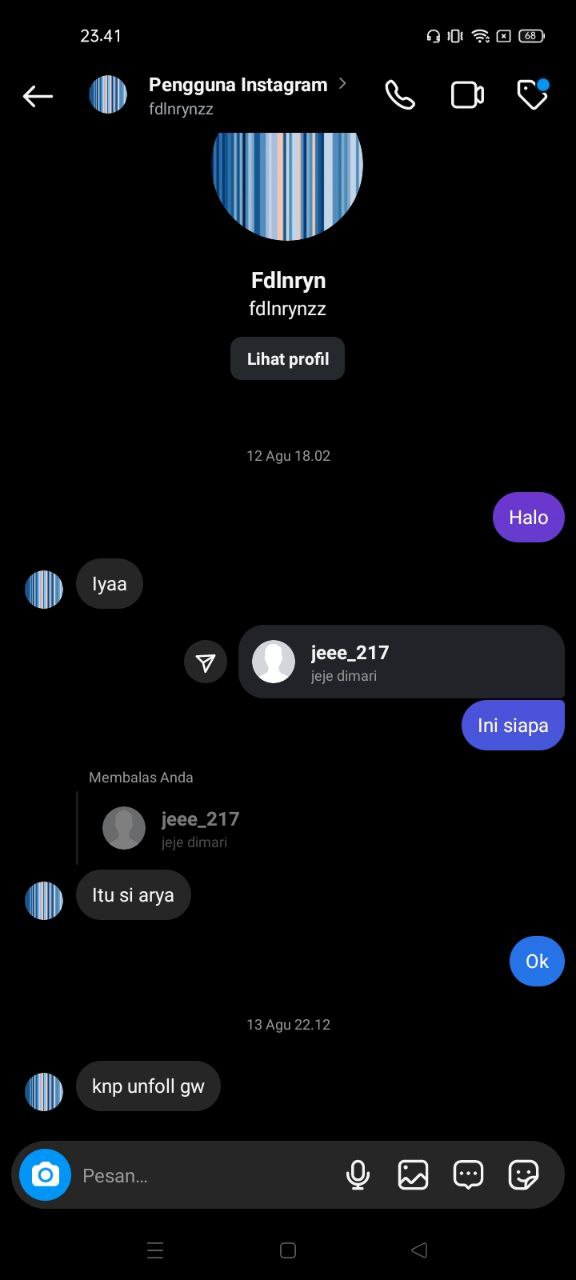 23.41
68
Pengguna Instagram
fdlnrynzz
Fdlnryn
fdlnrynzz
Lihat profil
12 Agu 18.02
Halo
Iyaa
jeee_217
jeje dimari
Ini siapa
Membalas Anda
jeee_217
jeje dimari
Itu si arya
Ok
13 Agu 22.12
knp unfoll gw
Pesan...